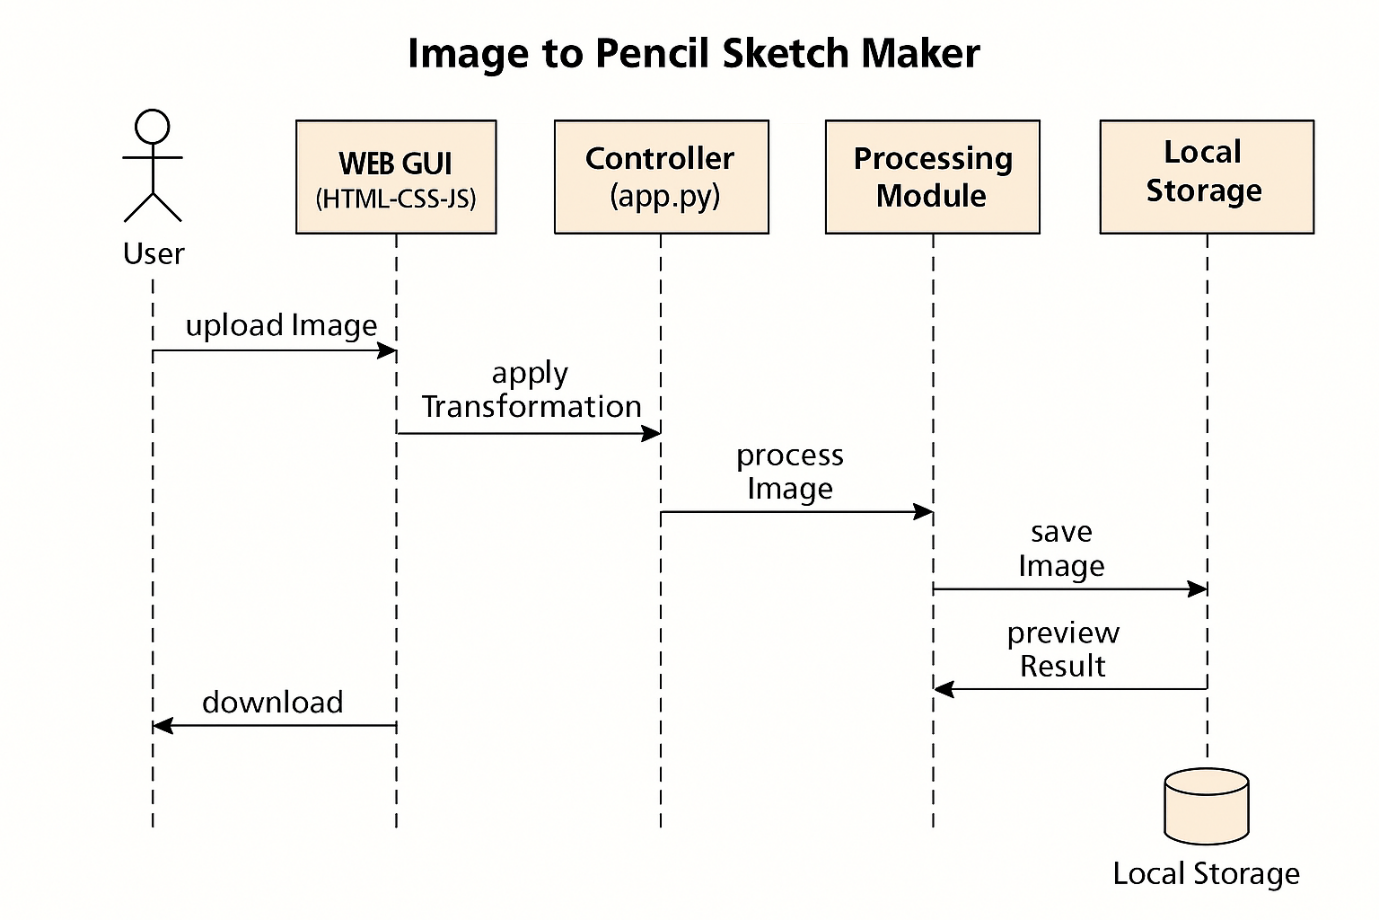 Image to Pencil Sketch Maker
User
WEB GUI
(HTML-CSS-JS)
Controller
(app.py)
Processing
Module
Local
Storage
upload Image
apply
Transformation
process
Image
save
Image
preview
Result
download
Local Storage